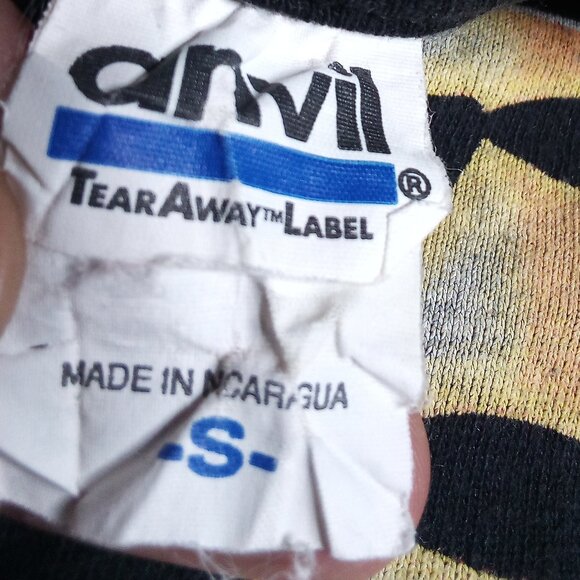 anvil
®
TEARAWAY™LABEL
MADE IN NICARAGUA
-S-